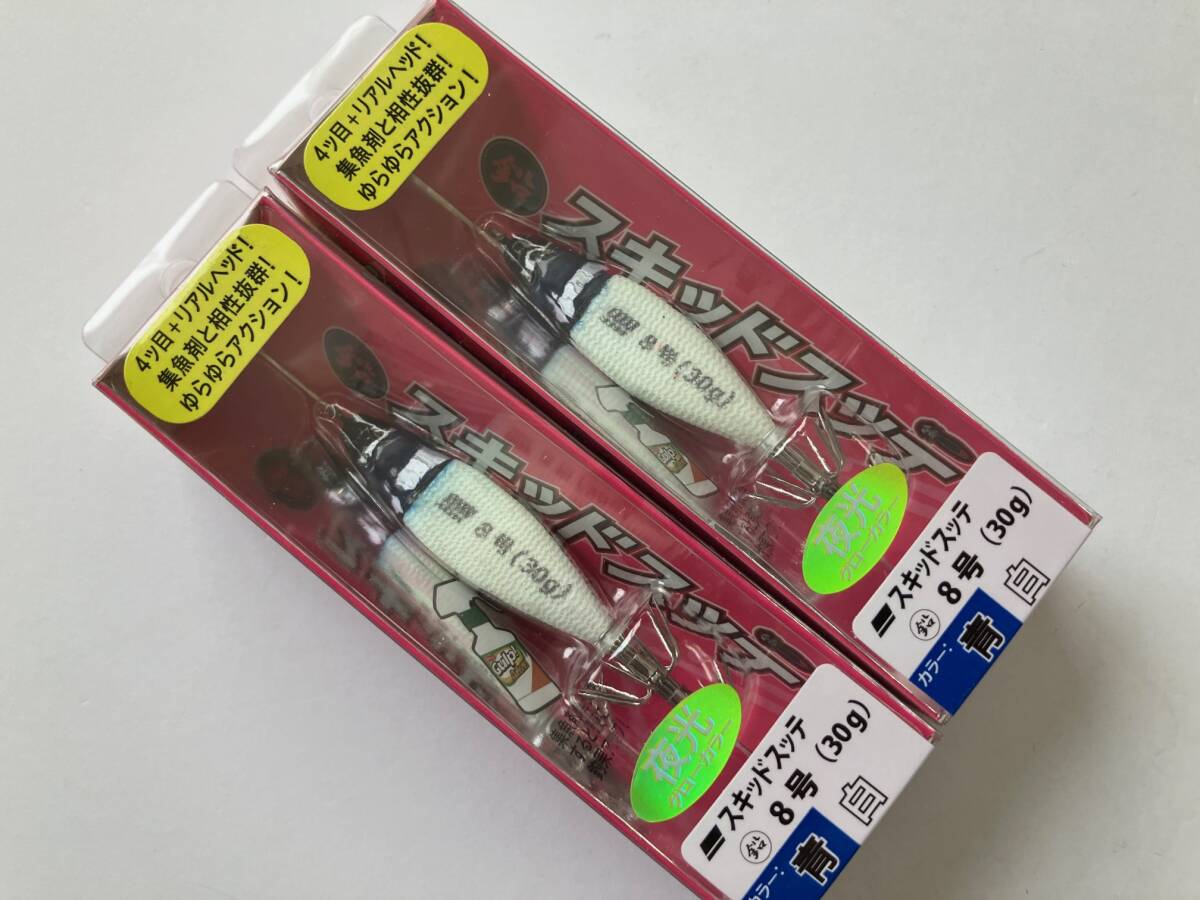 4ツ目+リアルヘッド!
集魚剤と相性抜群!
ゆらゆらアクション!
スキッドスッテ
8号(30g)
夜光
グローカラー
スキッドスッテ
鉛 8号 (30g)
カラー: 青
白
4ツ目+リアルヘッド!
集魚剤と相性抜群!
ゆらゆらアクション!
スキッドスッテ
8号(30g)
Gulp!
夜光
グローカラー
スキッドスッテ
鉛 8号 (30g)
カラー: 青
白